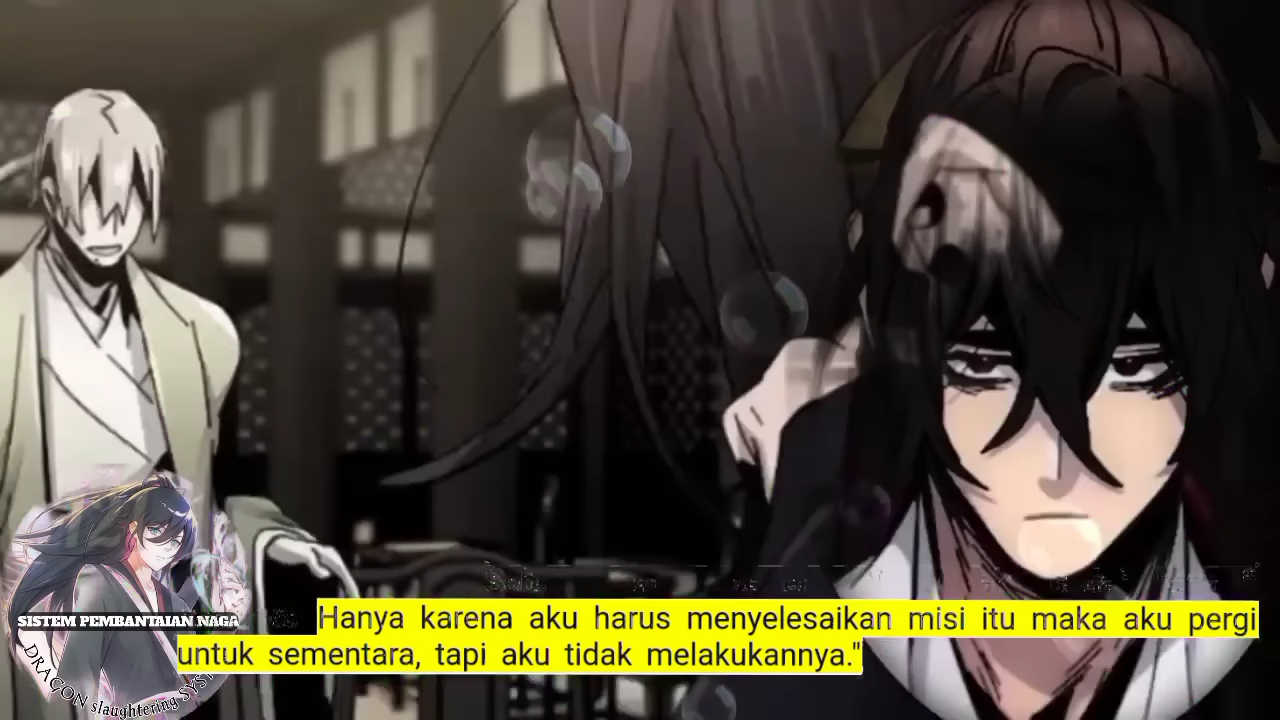 Hanya karena aku harus menyelesaikan misi itu maka aku pergi
untuk sementara, tapi aku tidak melakukannya."
SISTEM PEMBANTAIAN NAGA
DRAGON slaughtering SYST